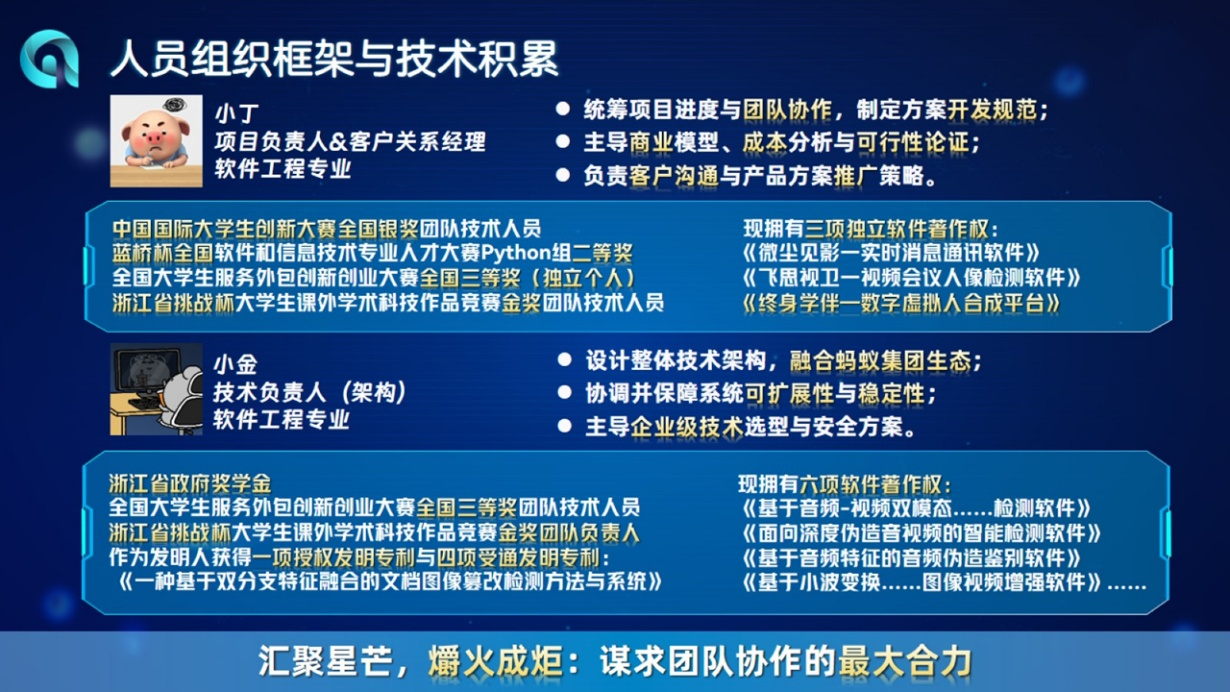 人员组织框架与技术积累
小丁
项目负责人&客户关系经理
软件工程专业
● 统筹项目进度与团队协作，制定方案开发规范；
● 主导商业模型、成本分析与可行性论证；
● 负责客户沟通与产品方案推广策略。
中国国际大学生创新大赛全国银奖团队技术人员
蓝桥杯全国软件和信息技术专业人才大赛Python组二等奖
全国大学生服务外包创新创业大赛全国三等奖（独立个人）
浙江省挑战杯大学生课外学术科技作品竞赛金奖团队技术人员
现拥有三项独立软件著作权：
《微尘见影—实时消息通讯软件》
《飞思视卫—视频会议人像检测软件》
《终身学伴—数字虚拟人合成平台》
小金
技术负责人（架构）
软件工程专业
● 设计整体技术架构，融合蚂蚁集团生态；
● 协调并保障系统可扩展性与稳定性；
● 主导企业级技术选型与安全方案。
浙江省政府奖学金
全国大学生服务外包创新创业大赛全国三等奖团队技术人员
浙江省挑战杯大学生课外学术科技作品竞赛金奖团队负责人
作为发明人获得一项授权发明专利与四项受通发明专利：
《一种基于双分支特征融合的文档图像篡改检测方法与系统》
现拥有六项软件著作权：
《基于音频-视频双模态……检测软件》
《面向深度伪造音视频的智能检测软件》
《基于音频特征的音频伪造鉴别软件》
《基于小波变换……图像视频增强软件》……
汇聚星芒，爝火成炬：谋求团队协作的最大合力